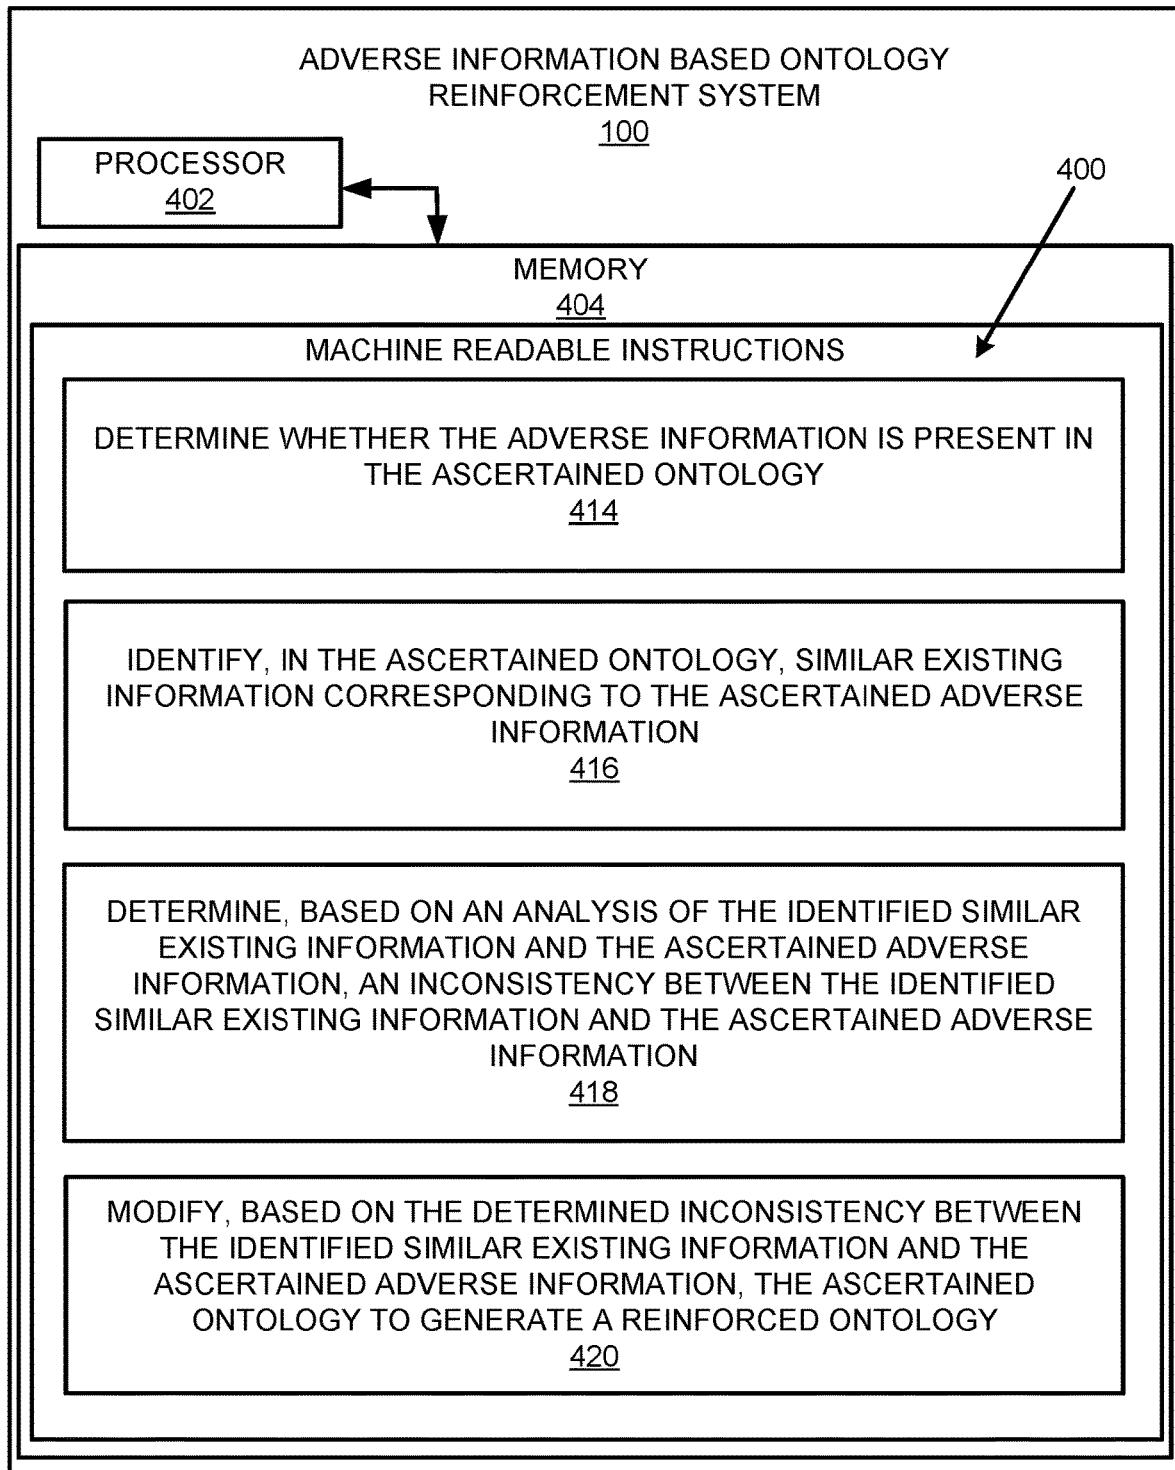 ADVERSE INFORMATION BASED ONTOLOGY
REINFORCEMENT SYSTEM
100
PROCESSOR
402
400
MEMORY
404
MACHINE READABLE INSTRUCTIONS
DETERMINE WHETHER THE ADVERSE INFORMATION IS PRESENT IN
THE ASCERTAINED ONTOLOGY
414
IDENTIFY, IN THE ASCERTAINED ONTOLOGY, SIMILAR EXISTING
INFORMATION CORRESPONDING TO THE ASCERTAINED ADVERSE
INFORMATION
416
DETERMINE, BASED ON AN ANALYSIS OF THE IDENTIFIED SIMILAR
EXISTING INFORMATION AND THE ASCERTAINED ADVERSE
INFORMATION, AN INCONSISTENCY BETWEEN THE IDENTIFIED
SIMILAR EXISTING INFORMATION AND THE ASCERTAINED ADVERSE
INFORMATION
418
MODIFY, BASED ON THE DETERMINED INCONSISTENCY BETWEEN
THE IDENTIFIED SIMILAR EXISTING INFORMATION AND THE
ASCERTAINED ADVERSE INFORMATION, THE ASCERTAINED
ONTOLOGY TO GENERATE A REINFORCED ONTOLOGY
420